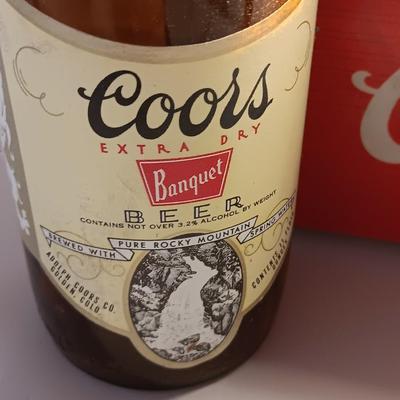 Coors
EXTRA DRY
Banquet
BEER
CONTAINS NOT OVER 3.2% ALCOHOL BY WEIGHT
BREWED WITH PURE ROCKY MOUNTAIN SPRING WATER
ADOLPH COORS CO.
GOLDEN, COLO
CONTENTS